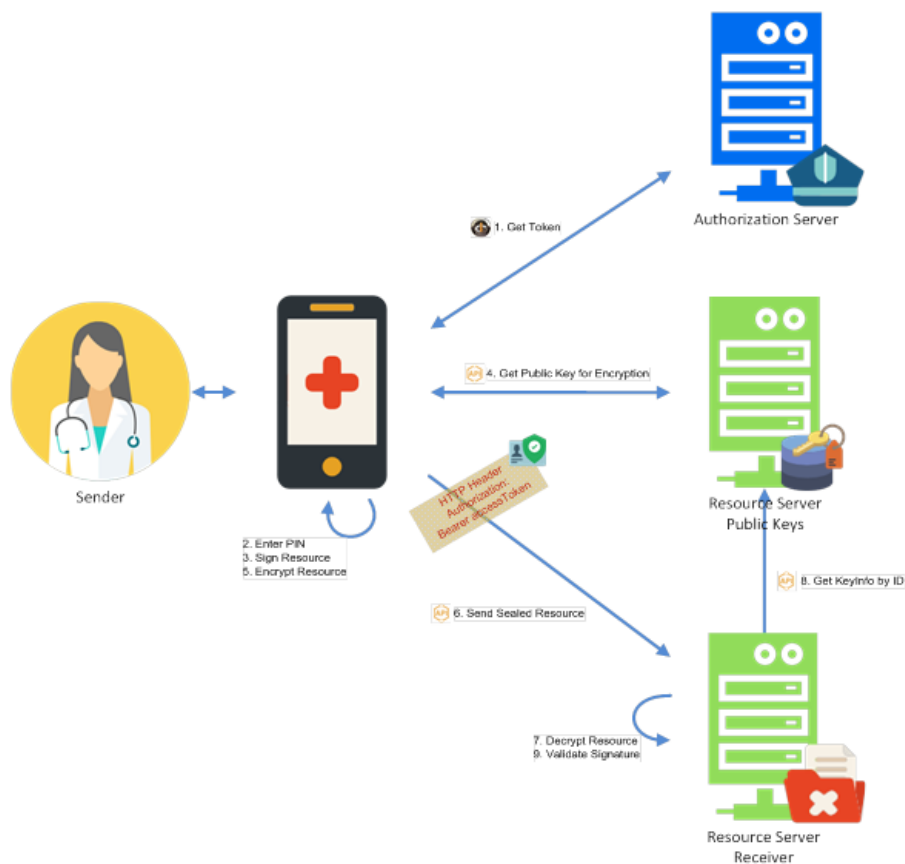 Authorization Server
1. Get Token
4. Get Public Key for Encryption
Sender
HTTP Header
Authorization:
Bearer accessToken
Resource Server
Public Keys
2. Enter PIN
3. Sign Resource
5. Encrypt Resource
API 8. Get KeyInfo by ID
API 6. Send Sealed Resource
7. Decrypt Resource
9. Validate Signature
Resource Server
Receiver